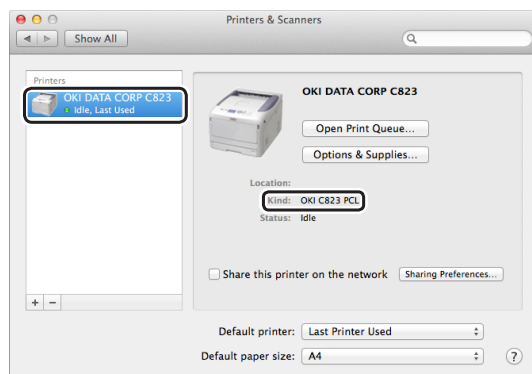 Printers & Scanners
Show All
Printers
OKI DATA CORP C823
Idle, Last Used
OKI DATA CORP C823
Open Print Queue...
Options & Supplies...
Location:
Kind: OKI C823 PCL
Status: Idle
Share this printer on the network Sharing Preferences...
+ −
Default printer: Last Printer Used
Default paper size: A4 ?